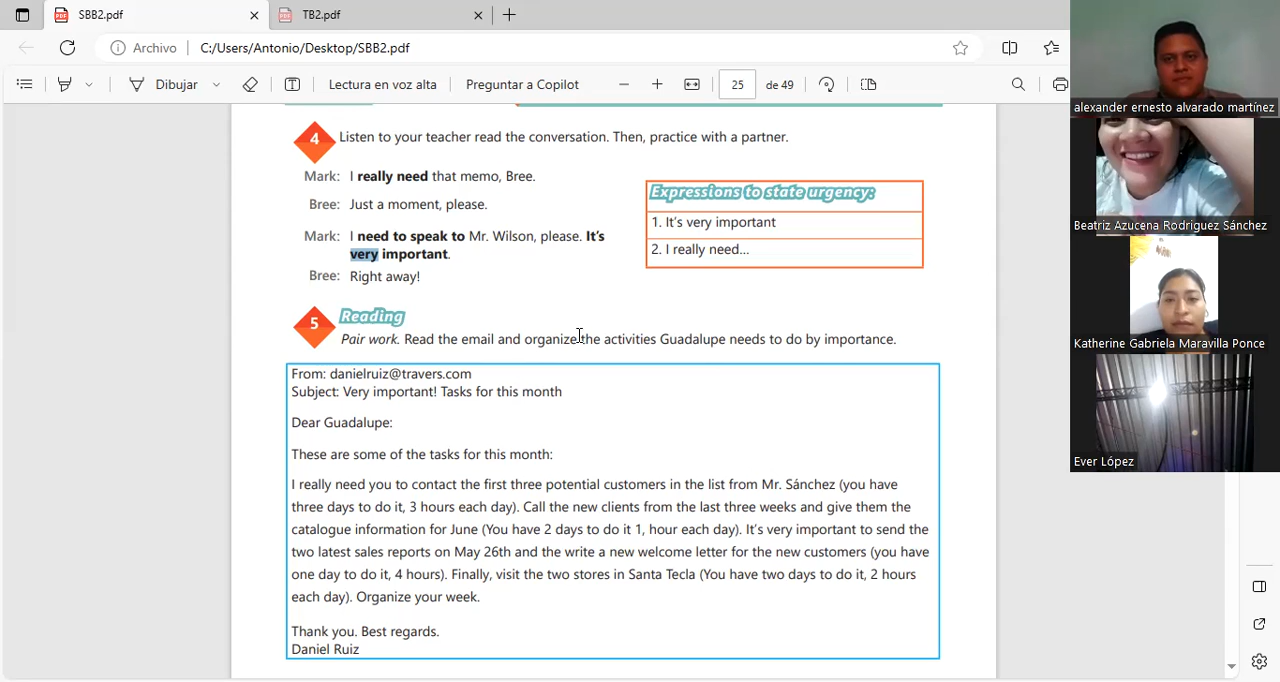 SBB2.pdf
TB2.pdf
Archivo
C:/Users/Antonio/Desktop/SBB2.pdf
Dibujar
Lectura en voz alta
Preguntar a Copilot
25
de 49
4 Listen to your teacher read the conversation. Then, practice with a partner.
Mark: I really need that memo, Bree.
Bree: Just a moment, please.
Mark: I need to speak to Mr. Wilson, please. It's
very important.
Bree: Right away!
Expressions to state urgency:
1. It's very important
2. I really need...
5 Reading
Pair work. Read the email and organize the activities Guadalupe needs to do by importance.
From: danielruiz@travers.com
Subject: Very important! Tasks for this month
Dear Guadalupe:
These are some of the tasks for this month:
I really need you to contact the first three potential customers in the list from Mr. Sánchez (you have
three days to do it, 3 hours each day). Call the new clients from the last three weeks and give them the
catalogue information for June (You have 2 days to do it 1, hour each day). It's very important to send the
two latest sales reports on May 26th and the write a new welcome letter for the new customers (you have
one day to do it, 4 hours). Finally, visit the two stores in Santa Tecla (You have two days to do it, 2 hours
each day). Organize your week.
Thank you. Best regards.
Daniel Ruiz
alexander ernesto alvarado martínez
Beatriz Azucena Rodriguez Sánchez
Katherine Gabriela Maravilla Ponce
Ever López